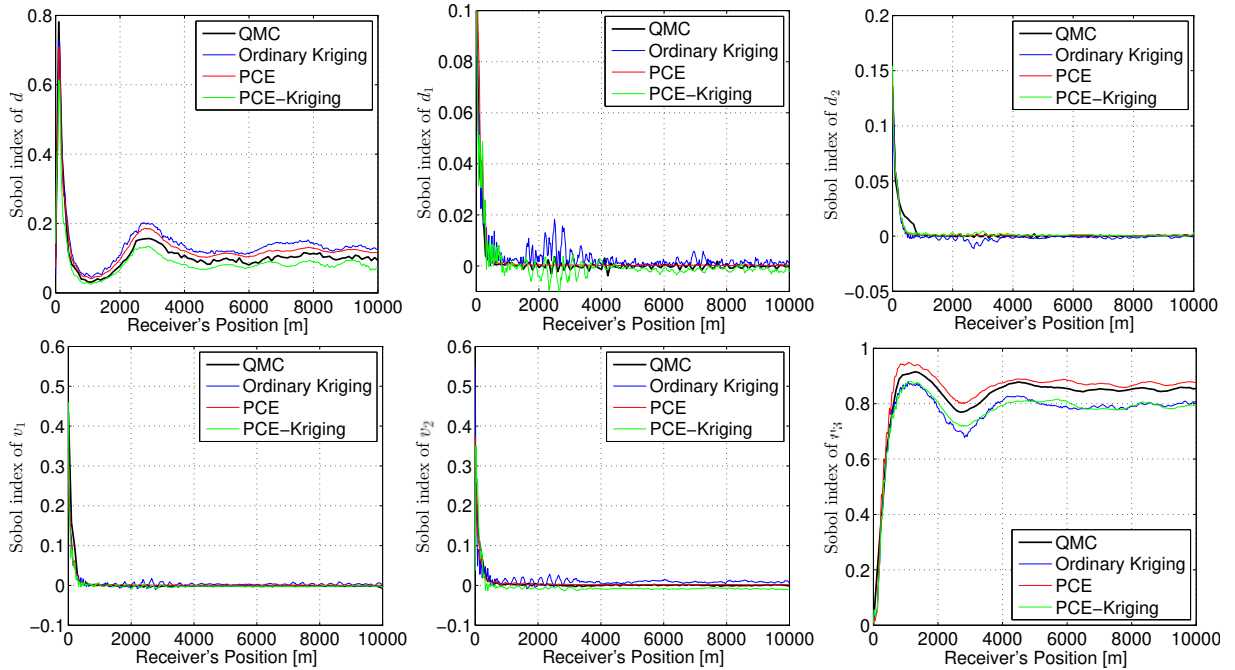 Sobol index of d
0.8
0.6
0.4
0.2
0
0 2000 4000 6000 8000 10000
Receiver's Position [m]
QMC
Ordinary Kriging
PCE
PCE−Kriging
Sobol index of d₁
0.1
0.08
0.06
0.04
0.02
0
0 2000 4000 6000 8000 10000
Receiver's Position [m]
QMC
Ordinary Kriging
PCE
PCE−Kriging
Sobol index of d₂
0.15
0.1
0.05
0
−0.05
0 2000 4000 6000 8000 10000
Receiver's Position [m]
QMC
Ordinary Kriging
PCE
PCE−Kriging
Sobol index of v₁
0.6
0.5
0.4
0.3
0.2
0.1
0
−0.1
0 2000 4000 6000 8000 10000
Receiver's Position [m]
QMC
Ordinary Kriging
PCE
PCE−Kriging
Sobol index of v₂
0.6
0.5
0.4
0.3
0.2
0.1
0
−0.1
0 2000 4000 6000 8000 10000
Receiver's Position [m]
QMC
Ordinary Kriging
PCE
PCE−Kriging
Sobol index of v₃
1
0.8
0.6
0.4
0.2
0
0 2000 4000 6000 8000 10000
Receiver's Position [m]
QMC
Ordinary Kriging
PCE
PCE−Kriging